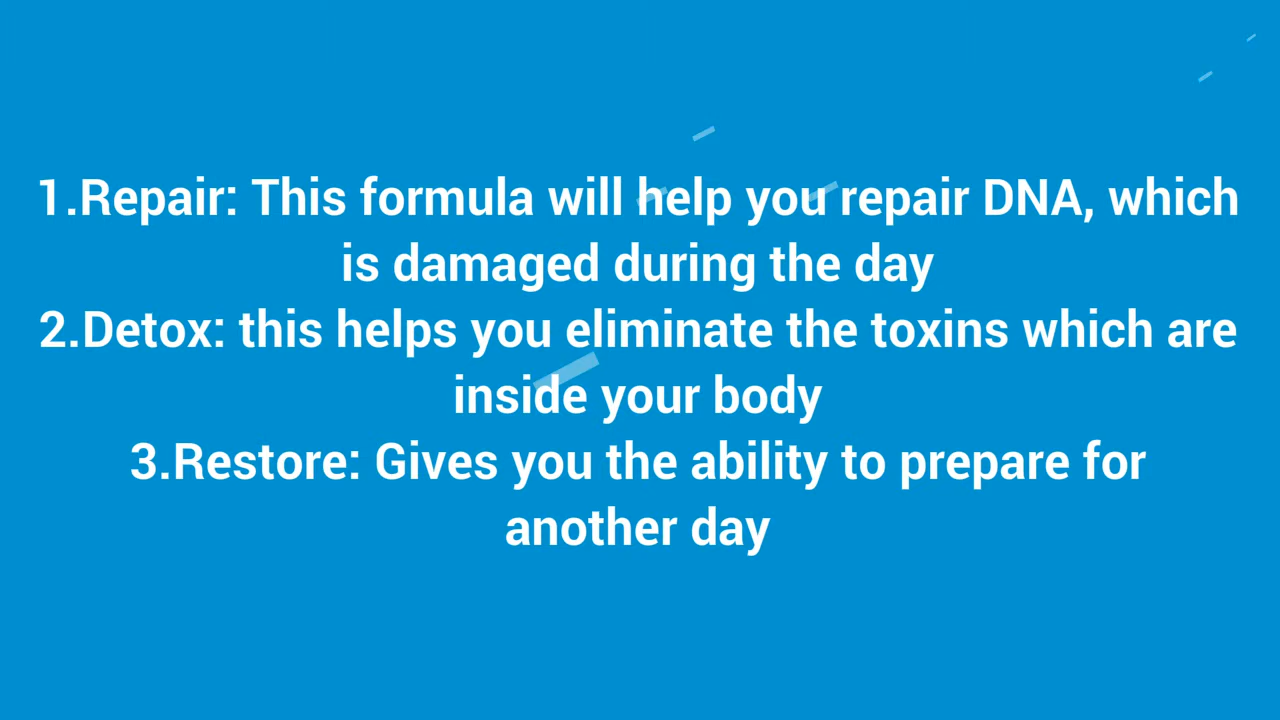 1.Repair: This formula will help you repair DNA, which
is damaged during the day
2.Detox: this helps you eliminate the toxins which are
inside your body
3.Restore: Gives you the ability to prepare for
another day